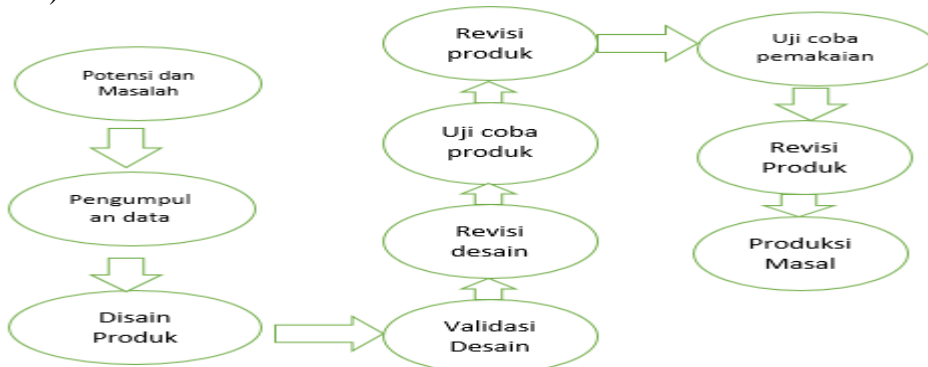 )
Potensi dan
Masalah
Pengumpul
an data
Disain
Produk
Validasi
Desain
Revisi
desain
Uji coba
produk
Revisi
produk
Uji coba
pemakaian
Revisi
Produk
Produksi
Masal